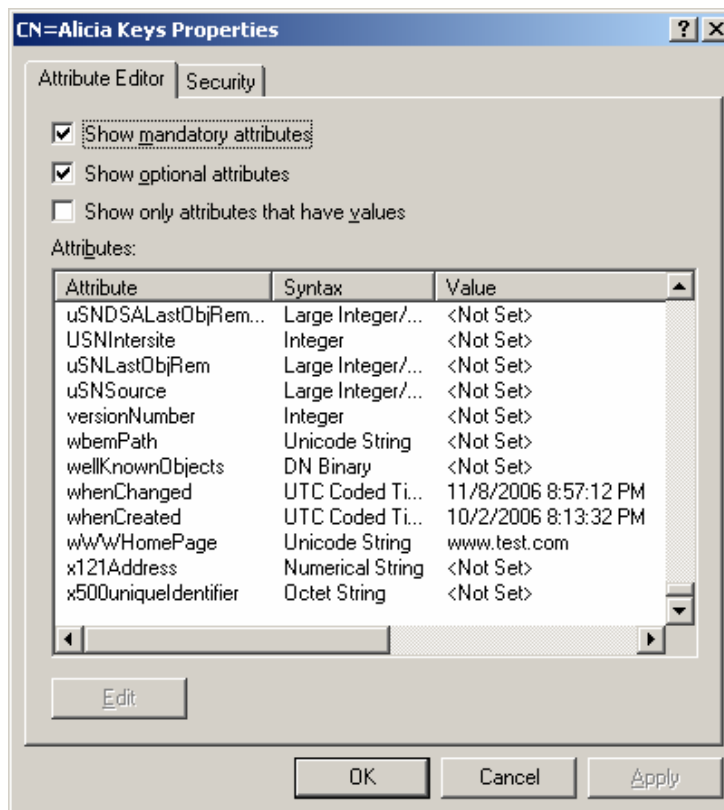 CN=Alicia Keys Properties
Attribute Editor Security
Show mandatory attributes
Show optional attributes
Show only attributes that have values
Attributes:
Attribute Syntax Value
uSNDSALastObjRem... Large Integer/... <Not Set>
USNIntersite Integer <Not Set>
uSNLastObjRem Large Integer/... <Not Set>
uSNSource Large Integer/... <Not Set>
versionNumber Integer <Not Set>
wbemPath Unicode String <Not Set>
wellKnownObjects DN Binary <Not Set>
whenChanged UTC Coded Ti... 11/8/2006 8:57:12 PM
whenCreated UTC Coded Ti... 10/2/2006 8:13:32 PM
wWWHomePage Unicode String www.test.com
x121Address Numerical String <Not Set>
x500uniqueIdentifier Octet String <Not Set>
Edit
OK Cancel Apply